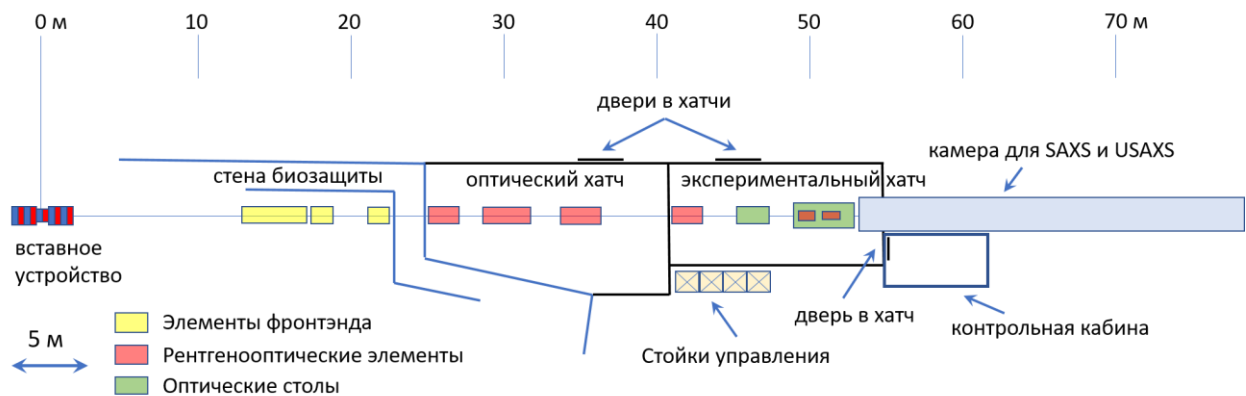 0 м
10
20
30
40
50
60
70 м
двери в хатчи
камера для SAXS и USAXS
стена биозащиты
оптический хатч
экспериментальный хатч
вставное
устройство
Элементы фронтэнда
5 м
Рентгенооптические элементы
Оптические столы
Стойки управления
дверь в хатч
контрольная кабина